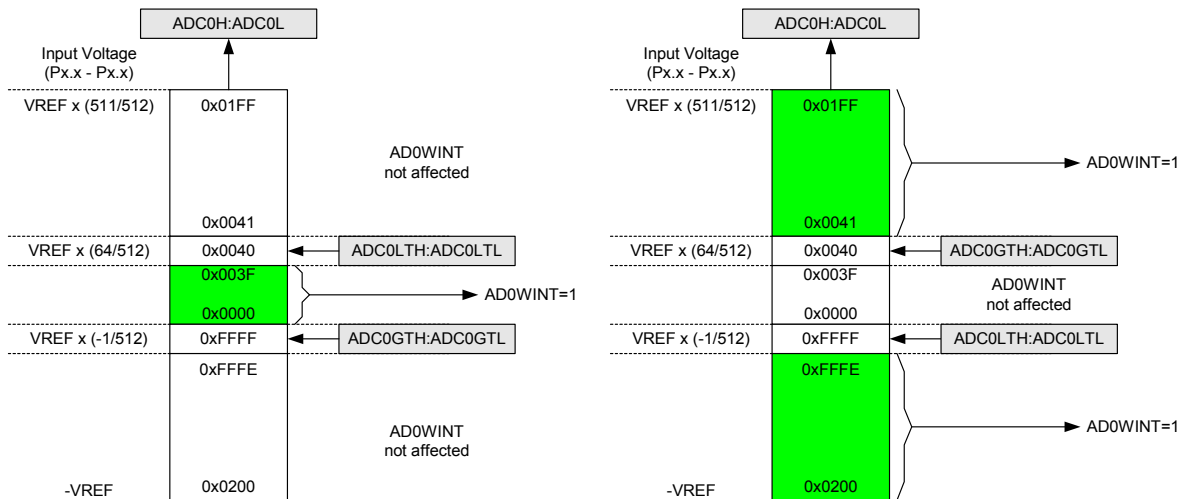 ADC0H:ADC0L
Input Voltage
(Px.x - Px.x)
VREF x (511/512)
0x01FF
AD0WINT
not affected
0x0041
VREF x (64/512)
0x0040
ADC0LTH:ADC0LTL
0x003F
AD0WINT=1
0x0000
VREF x (-1/512)
0xFFFF
ADC0GTH:ADC0GTL
0xFFFE
AD0WINT
not affected
-VREF
0x0200
ADC0H:ADC0L
Input Voltage
(Px.x - Px.x)
VREF x (511/512)
0x01FF
AD0WINT=1
0x0041
VREF x (64/512)
0x0040
ADC0GTH:ADC0GTL
0x003F
AD0WINT
not affected
0x0000
VREF x (-1/512)
0xFFFF
ADC0LTH:ADC0LTL
0xFFFE
AD0WINT=1
-VREF
0x0200